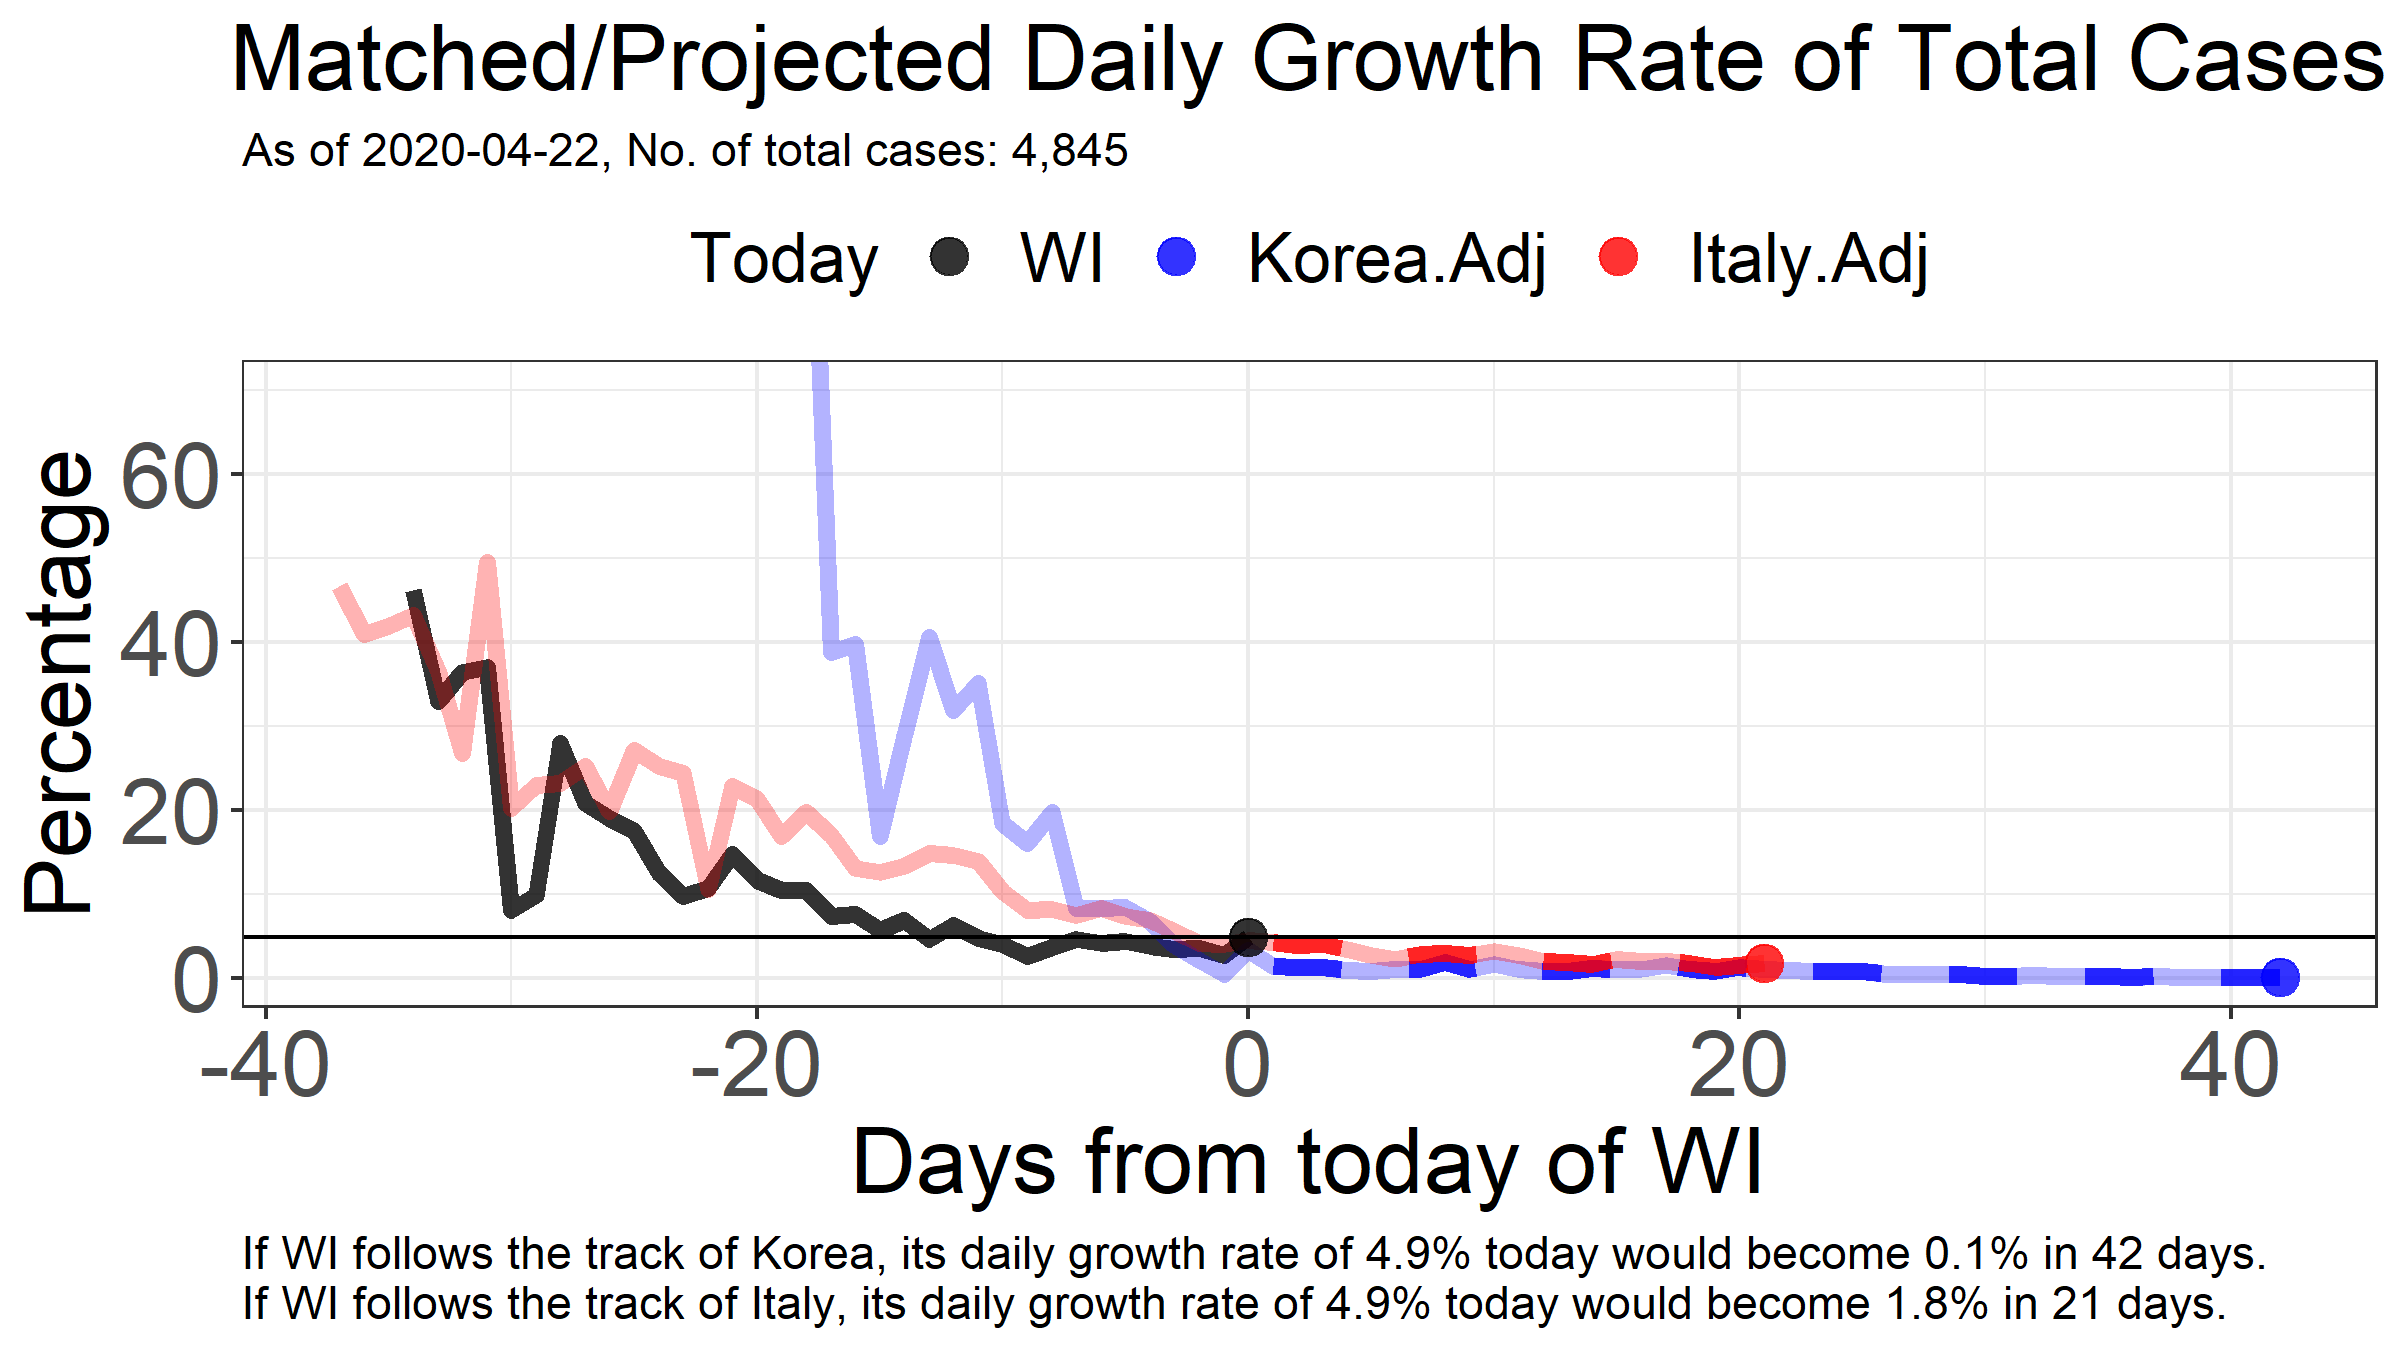 Matched/Projected Daily Growth Rate of Total Cases
As of 2020-04-22, No. of total cases: 4,845
Today WI Korea.Adj Italy.Adj
Percentage
60
40
20
0
-40 -20 0 20 40
Days from today of WI
If WI follows the track of Korea, its daily growth rate of 4.9% today would become 0.1% in 42 days.
If WI follows the track of Italy, its daily growth rate of 4.9% today would become 1.8% in 21 days.